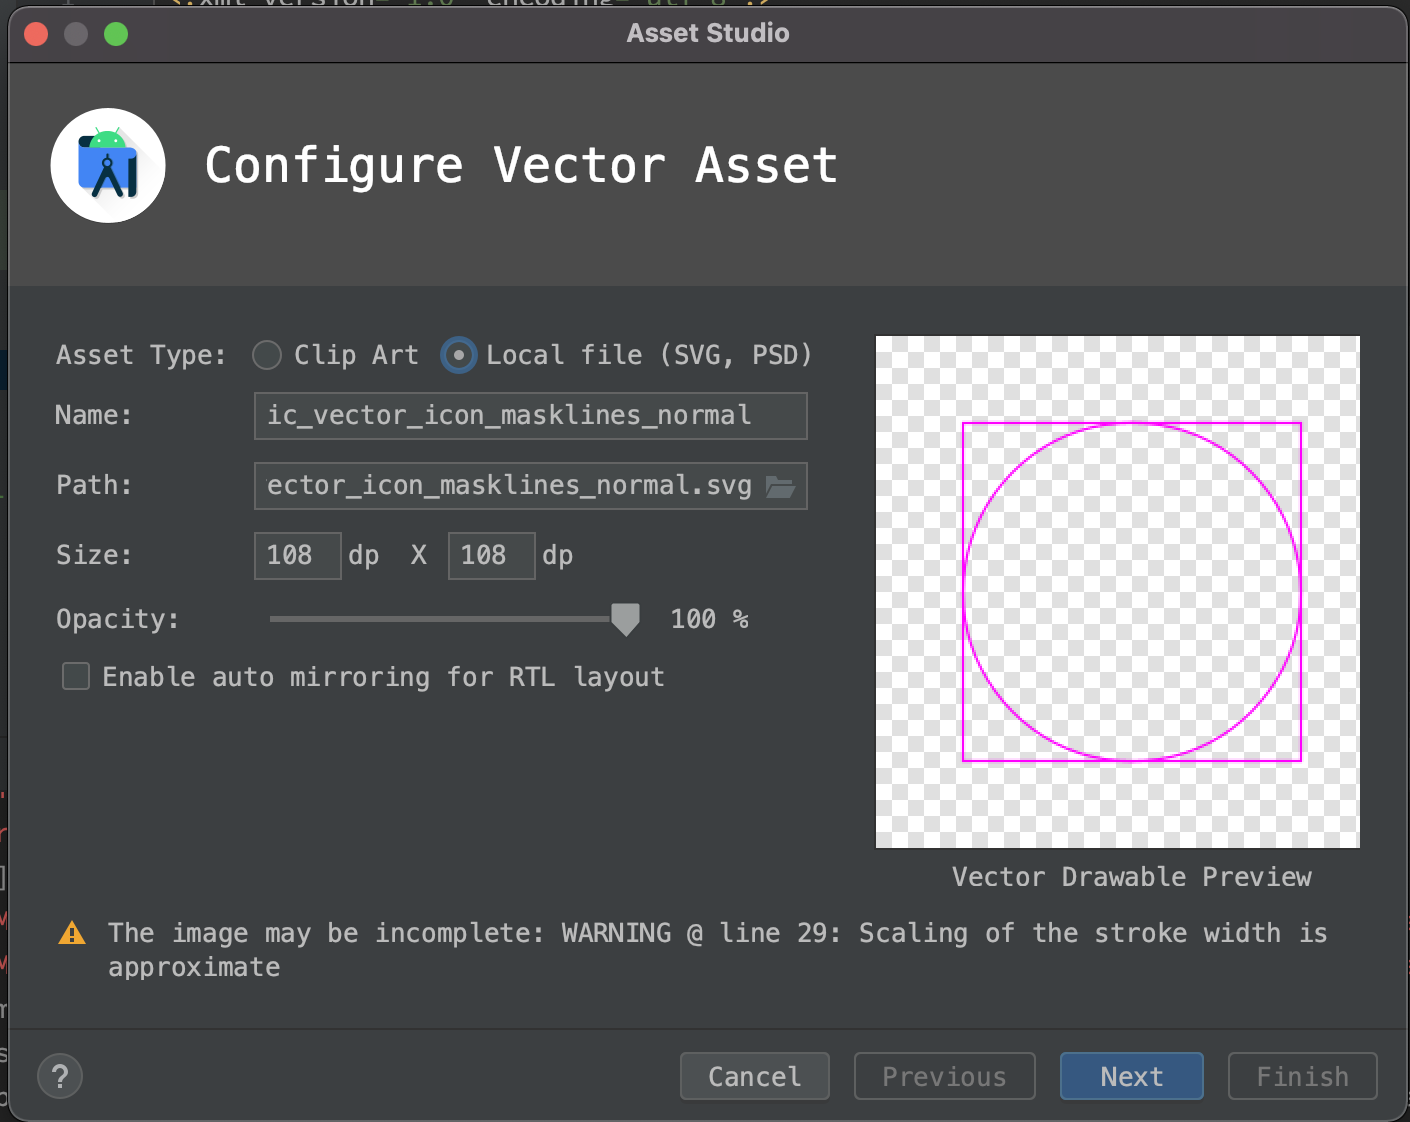 Asset Studio
Configure Vector Asset
Asset Type: Clip Art Local file (SVG, PSD)
Name: ic_vector_icon_masklines_normal
Path: ector_icon_masklines_normal.svg
Size: 108 dp X 108 dp
Opacity: 100 %
Enable auto mirroring for RTL layout
Vector Drawable Preview
The image may be incomplete: WARNING @ line 29: Scaling of the stroke width is
approximate
? Cancel Previous Next Finish